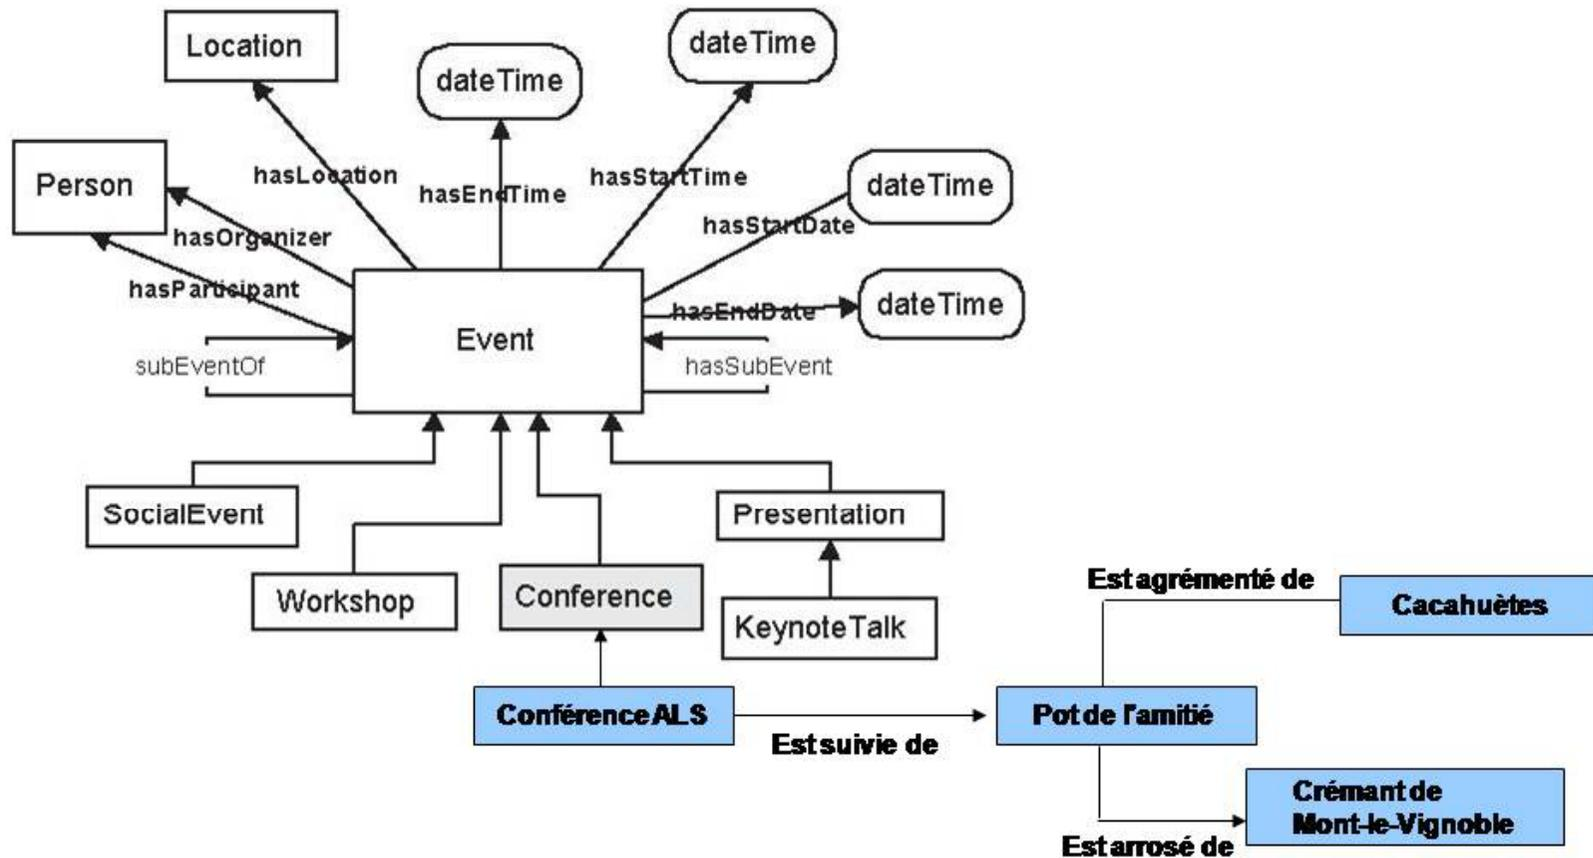 Location
dateTime
dateTime
Person
hasLocation
hasEndTime
hasStartTime
dateTime
hasOrganizer
hasStartDate
hasParticipant
hasEndDate
dateTime
Event
subEventOf
hasSubEvent
SocialEvent
Presentation
Workshop
Conference
KeynoteTalk
Est agrémenté de
Cacahuètes
Conférence ALS
Est suivie de
Pot de l'amitié
Crémant de
Mont-le-Vignoble
Est arrosé de